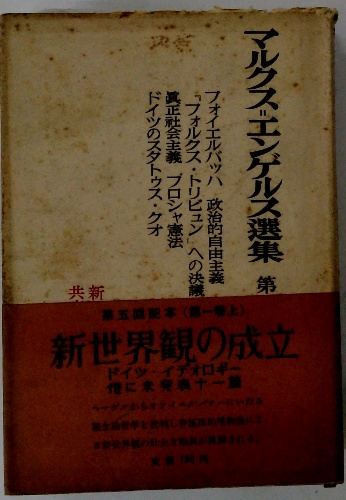 マルクス=エンゲルス選集 第
フォイエルバッハ 政治的自由主義
「フォルクス・トリビュン」への決議
眞正社会主義 プロシャ憲法
ドイツのスタトゥス・クオ
新
共
第五回配本(第一巻上)
新世界観の成立
ドイツ・イデオロギー
他に未発表十一篇